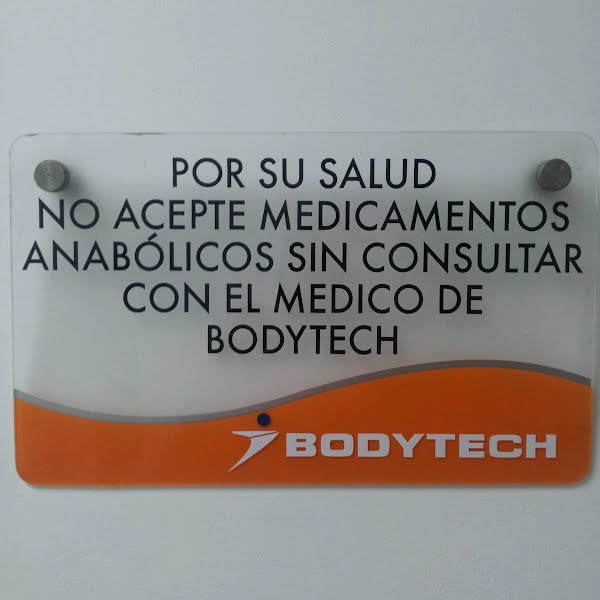 POR SU SALUD
NO ACEPTE MEDICAMENTOS
ANABÓLICOS SIN CONSULTAR
CON EL MEDICO DE
BODYTECH
BODYTECH